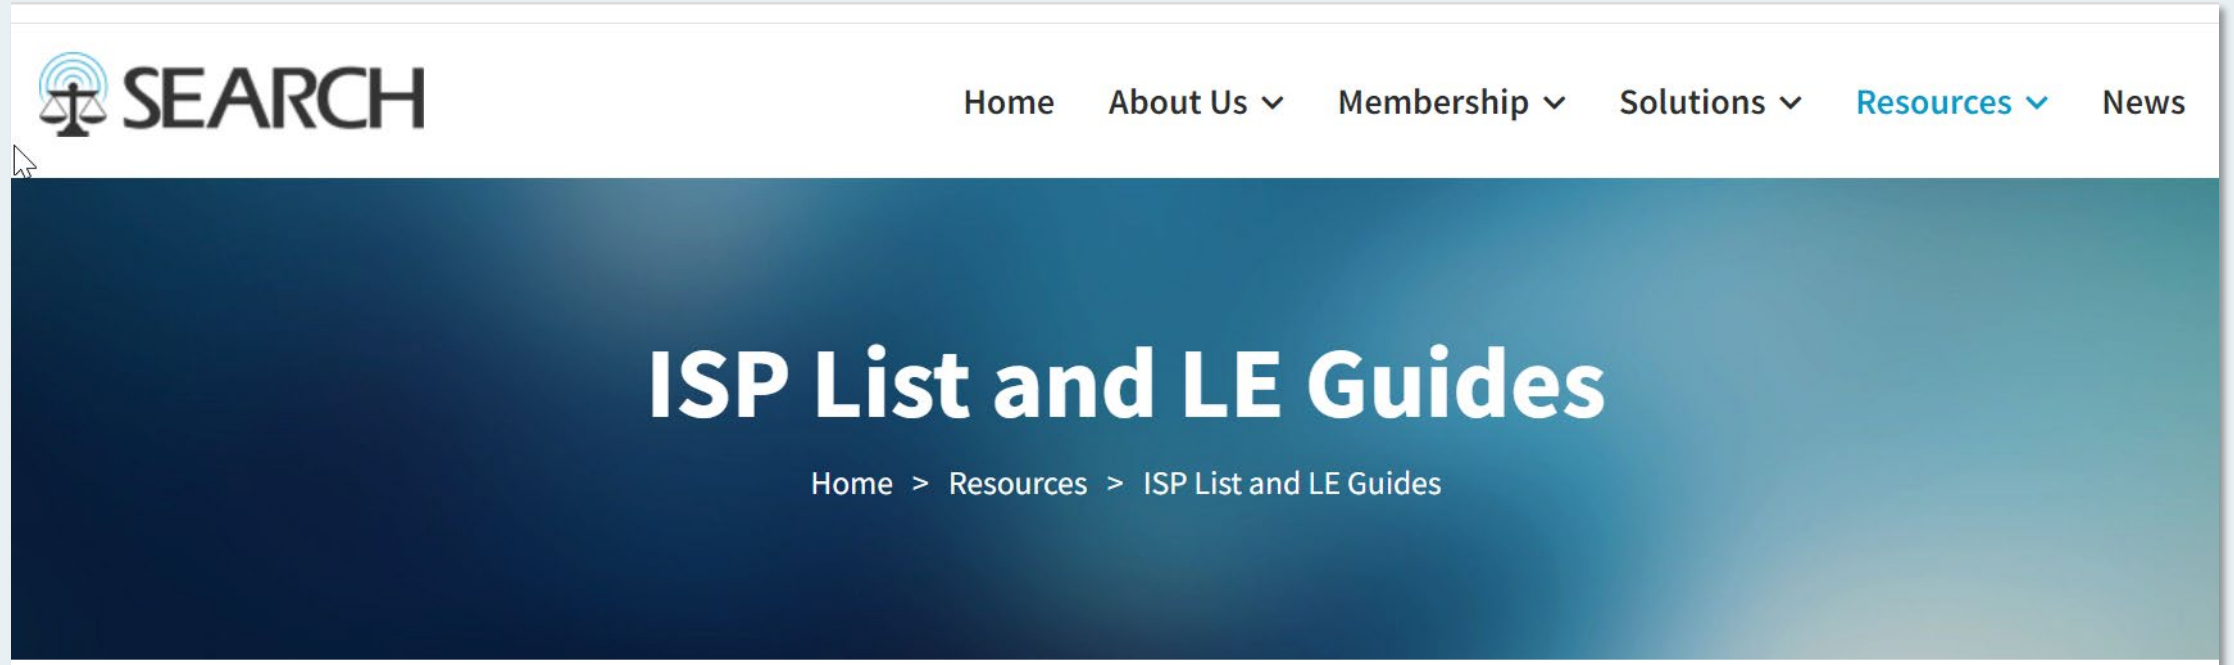 SEARCH
Home About Us Membership Solutions Resources News
ISP List and LE Guides
Home > Resources > ISP List and LE Guides